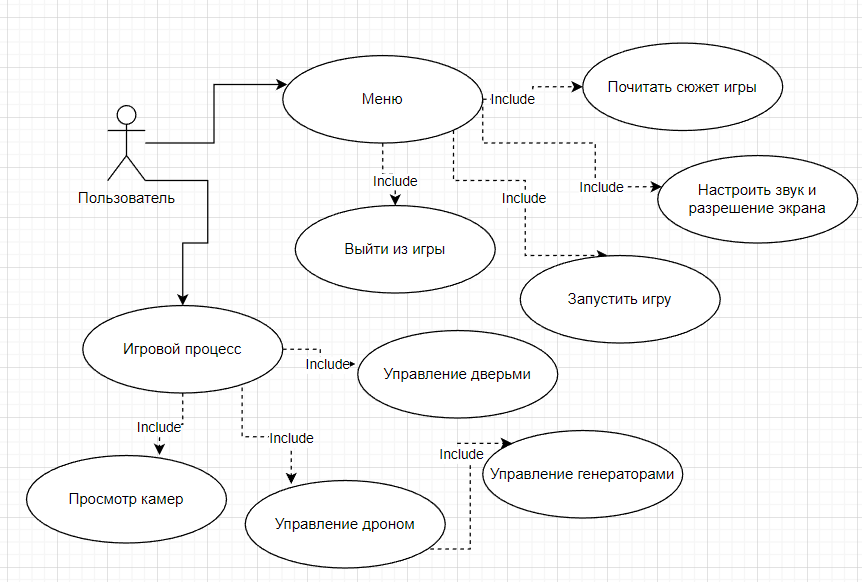 Почитать сюжет игры
Меню
Include
Include
Include
Include
Настроить звук и
разрешение экрана
Пользователь
Выйти из игры
Запустить игру
Игровой процесс
Include
Управление дверьми
Include
Include
Include
Управление генераторами
Просмотр камер
Управление дроном